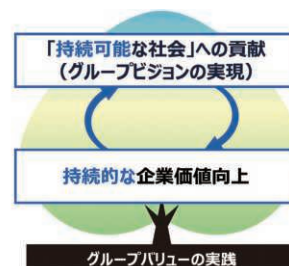 「持続可能な社会」への貢献
（グループビジョンの実現）
持続的な企業価値向上
グループバリューの実践